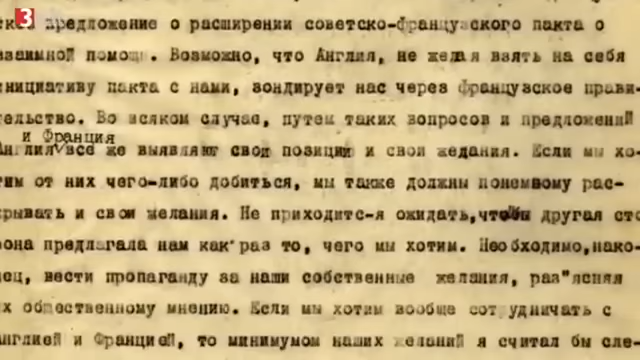 3
ское предложение о расширении советско-французского пакта о
взаимной помощи. Возможно, что Англия, не желая взять на себя
инициативу пакта с нами, зондирует нас через французское прави-
тельство. Во всяком случае, путем таких вопросов и предложений
и Франция
Англия все же выявляют свои позиции и свои желания. Если мы хо-
тим от них чего-либо добиться, мы также должны понемногу рас-
крывать и свои желания. Не приходится ожидать, чтобы другая сто
рона предлагала нам как раз то, чего мы хотим. Необходимо, нако-
нец, вести пропаганду за наши собственные желания, раз"ясняя
их общественному мнению. Если мы хотим вообще сотрудничать с
Англией и Францией, то минимумом наших желаний я считал бы сле-